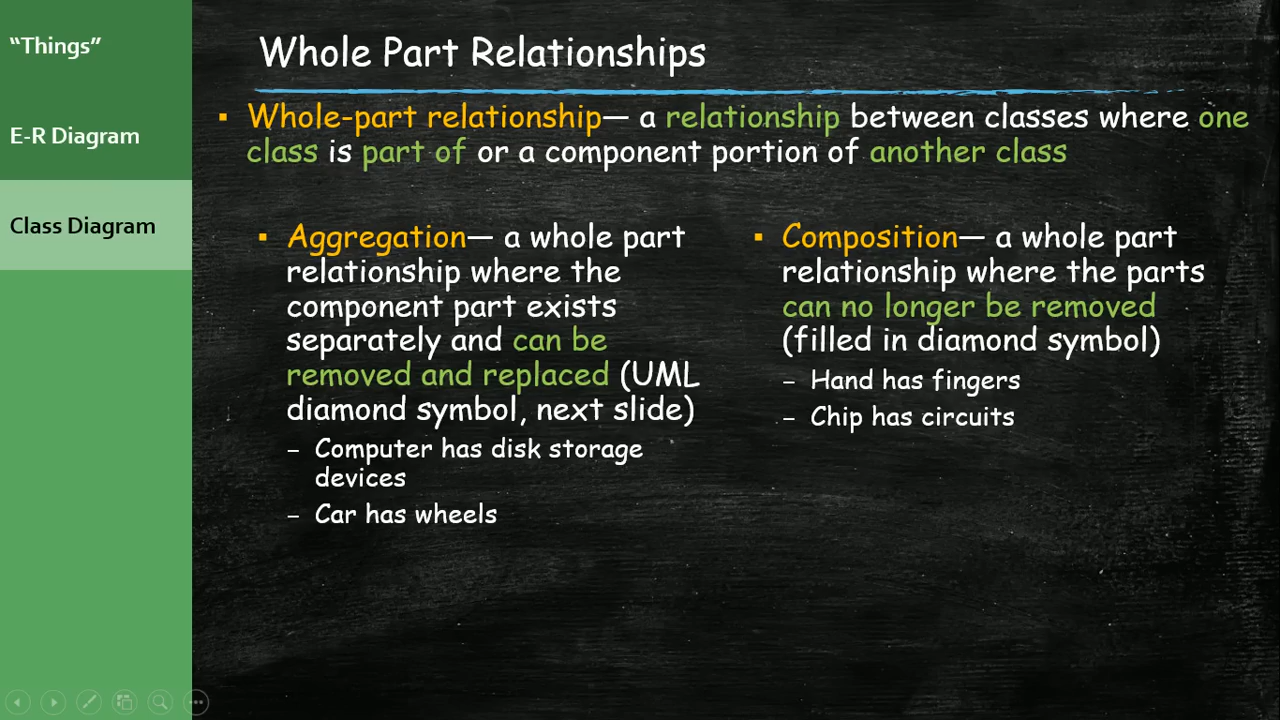 “Things”
E-R Diagram
Class Diagram
Whole Part Relationships
▪ Whole-part relationship— a relationship between classes where one
class is part of or a component portion of another class
▪ Aggregation— a whole part
relationship where the
component part exists
separately and can be
removed and replaced (UML
diamond symbol, next slide)
– Computer has disk storage
devices
– Car has wheels
▪ Composition— a whole part
relationship where the parts
can no longer be removed
(filled in diamond symbol)
– Hand has fingers
– Chip has circuits